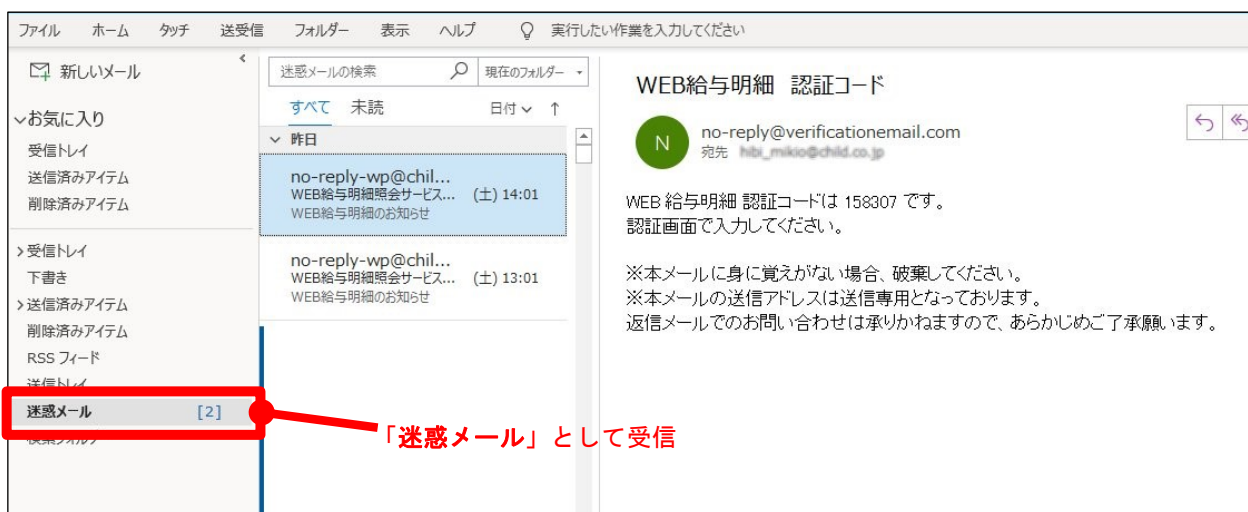 ファイル ホーム タッチ 送受信 フォルダー 表示 ヘルプ 実行したい作業を入力してください
新しいメール
お気に入り
受信トレイ
送信済みアイテム
削除済みアイテム
受信トレイ
下書き
送信済みアイテム
削除済みアイテム
RSS フィード
送信トレイ
迷惑メール [2]
検索フォルダー
迷惑メールの検索 現在のフォルダー
すべて 未読 日付 ↑
昨日
no-reply-wp@chil...
WEB給与明細照会サービス... (土) 14:01
WEB給与明細のお知らせ
no-reply-wp@chil...
WEB給与明細照会サービス... (土) 13:01
WEB給与明細のお知らせ
「迷惑メール」として受信
WEB給与明細 認証コード
N
no-reply@verificationemail.com
宛先 hibi_mikio@child.co.jp
WEB 給与明細 認証コードは 158307 です。
認証画面で入力してください。
※本メールに身に覚えがない場合、破棄してください。
※本メールの送信アドレスは送信専用となっております。
返信メールでのお問い合わせは承りかねますので、あらかじめご了承願います。